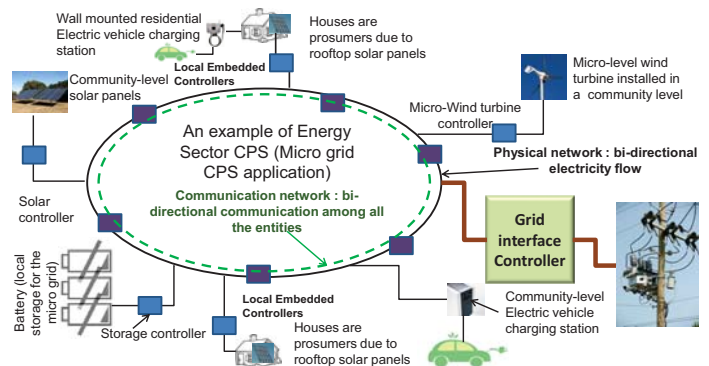 Wall mounted residential
Electric vehicle charging
station
Houses are
prosumers due to
rooftop solar panels
Local Embedded
Controllers
Community-level
solar panels
Micro-level wind
turbine installed in
a community level
Micro-Wind turbine
controller
An example of Energy
Sector CPS (Micro grid
CPS application)
Physical network : bi-directional
electricity flow
Communication network : bi-
directional communication among all
the entities
Solar
controller
Grid
interface
Controller
Battery (local
storage for the
micro grid)
Storage controller
Local Embedded
Controllers
Houses are
prosumers due to
rooftop solar panels
Community-level
Electric vehicle
charging station